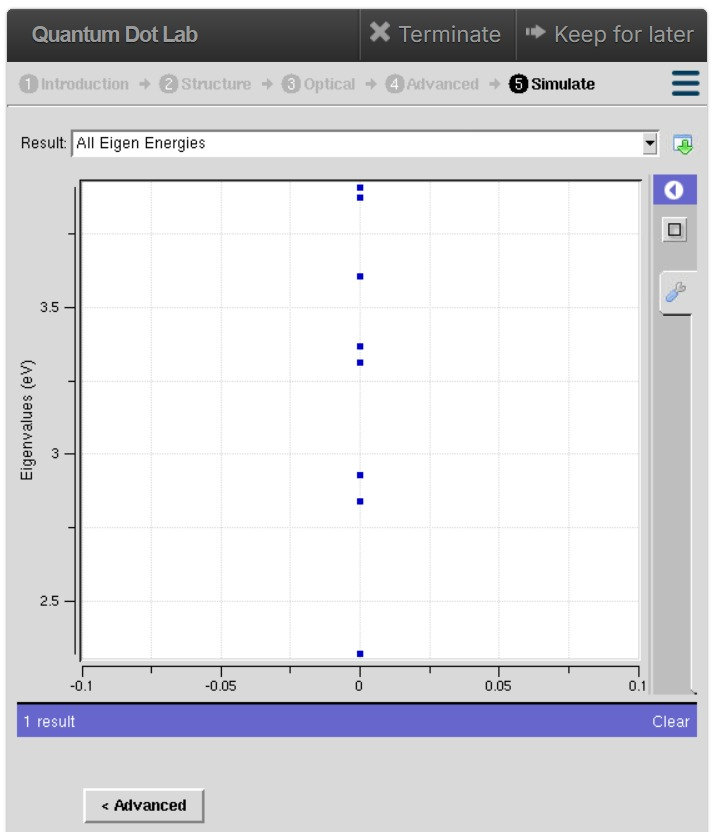 Quantum Dot Lab
Terminate
Keep for later
1 Introduction
2 Structure
3 Optical
4 Advanced
5 Simulate
Result: All Eigen Energies
Eigenvalues (eV)
3.5
3
2.5
-0.1
-0.05
0
0.05
0.1
1 result
Clear
< Advanced